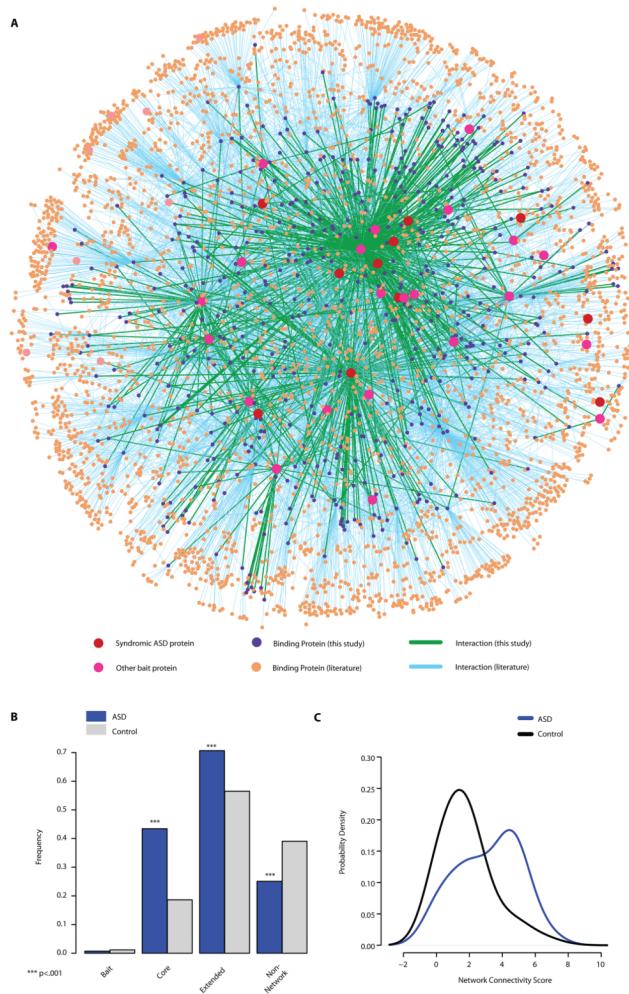 A
Syndromic ASD protein
Binding Protein (this study)
Interaction (this study)
Other bait protein
Binding Protein (literature)
Interaction (literature)
B
ASD
Control
Frequency
0.7
0.6
0.5
0.4
0.3
0.2
0.1
0.0
***
***
***
Bait
Core
Extended
Non-
Network
*** p<.001
C
ASD
Control
Probability Density
0.30
0.25
0.20
0.15
0.10
0.05
0.00
−2 0 2 4 6 8 10
Network Connectivity Score